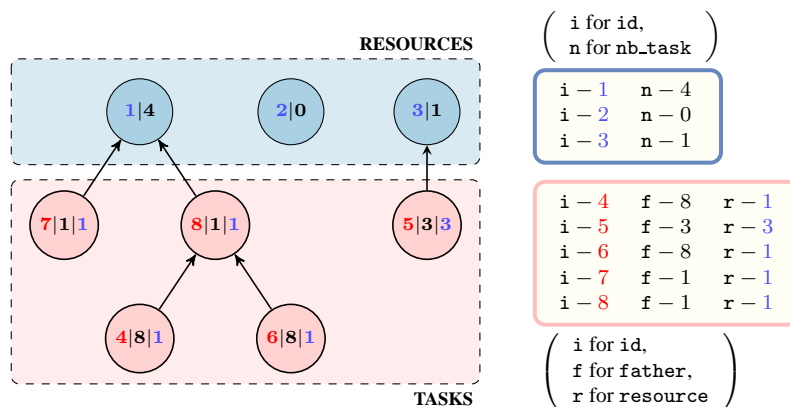 RESOURCES
1|4
2|0
3|1
7|1|1
8|1|1
5|3|3
4|8|1
6|8|1
TASKS
i for id,
n for nb_task
i – 1 n – 4
i – 2 n – 0
i – 3 n – 1
i – 4 f – 8 r – 1
i – 5 f – 3 r – 3
i – 6 f – 8 r – 1
i – 7 f – 1 r – 1
i – 8 f – 1 r – 1
i for id,
f for father,
r for resource